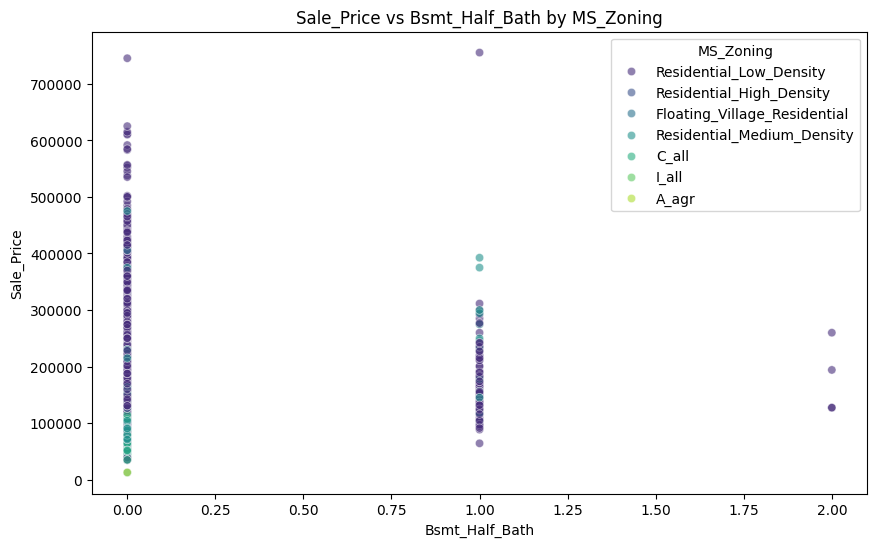 Sale_Price vs Bsmt_Half_Bath by MS_Zoning
MS_Zoning
Residential_Low_Density
Residential_High_Density
Floating_Village_Residential
Residential_Medium_Density
C_all
I_all
A_agr
Sale_Price
700000
600000
500000
400000
300000
200000
100000
0
0.00 0.25 0.50 0.75 1.00 1.25 1.50 1.75 2.00
Bsmt_Half_Bath